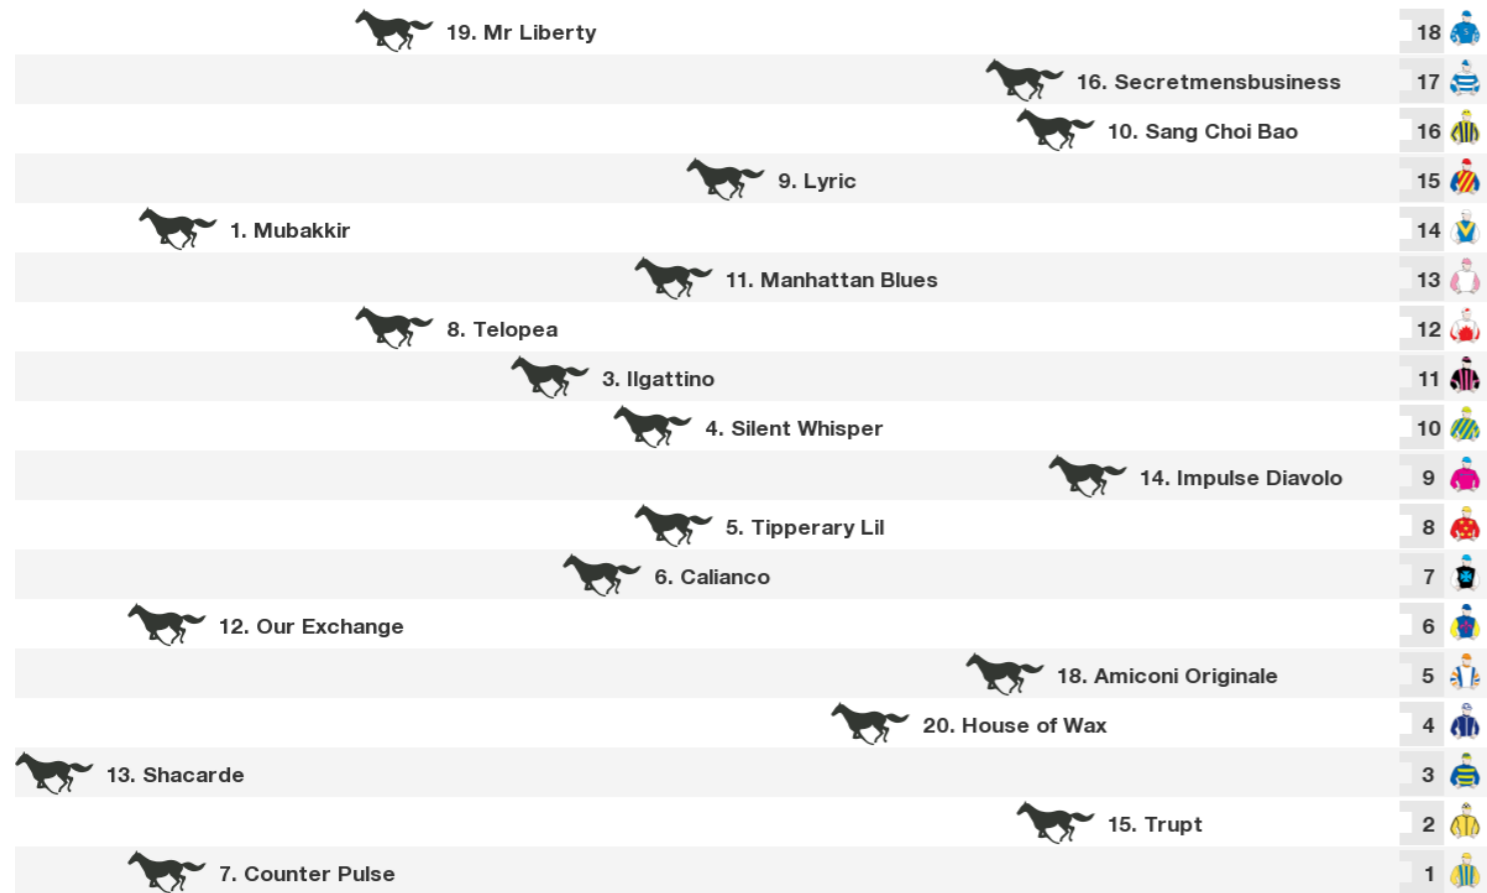 19. Mr Liberty 18
16. Secretmensbusiness 17
10. Sang Choi Bao 16
9. Lyric 15
1. Mubakkir 14
11. Manhattan Blues 13
8. Telopea 12
3. Ilgattino 11
4. Silent Whisper 10
14. Impulse Diavolo 9
5. Tipperary Lil 8
6. Calianco 7
12. Our Exchange 6
18. Amiconi Originale 5
20. House of Wax 4
13. Shacarde 3
15. Trupt 2
7. Counter Pulse 1